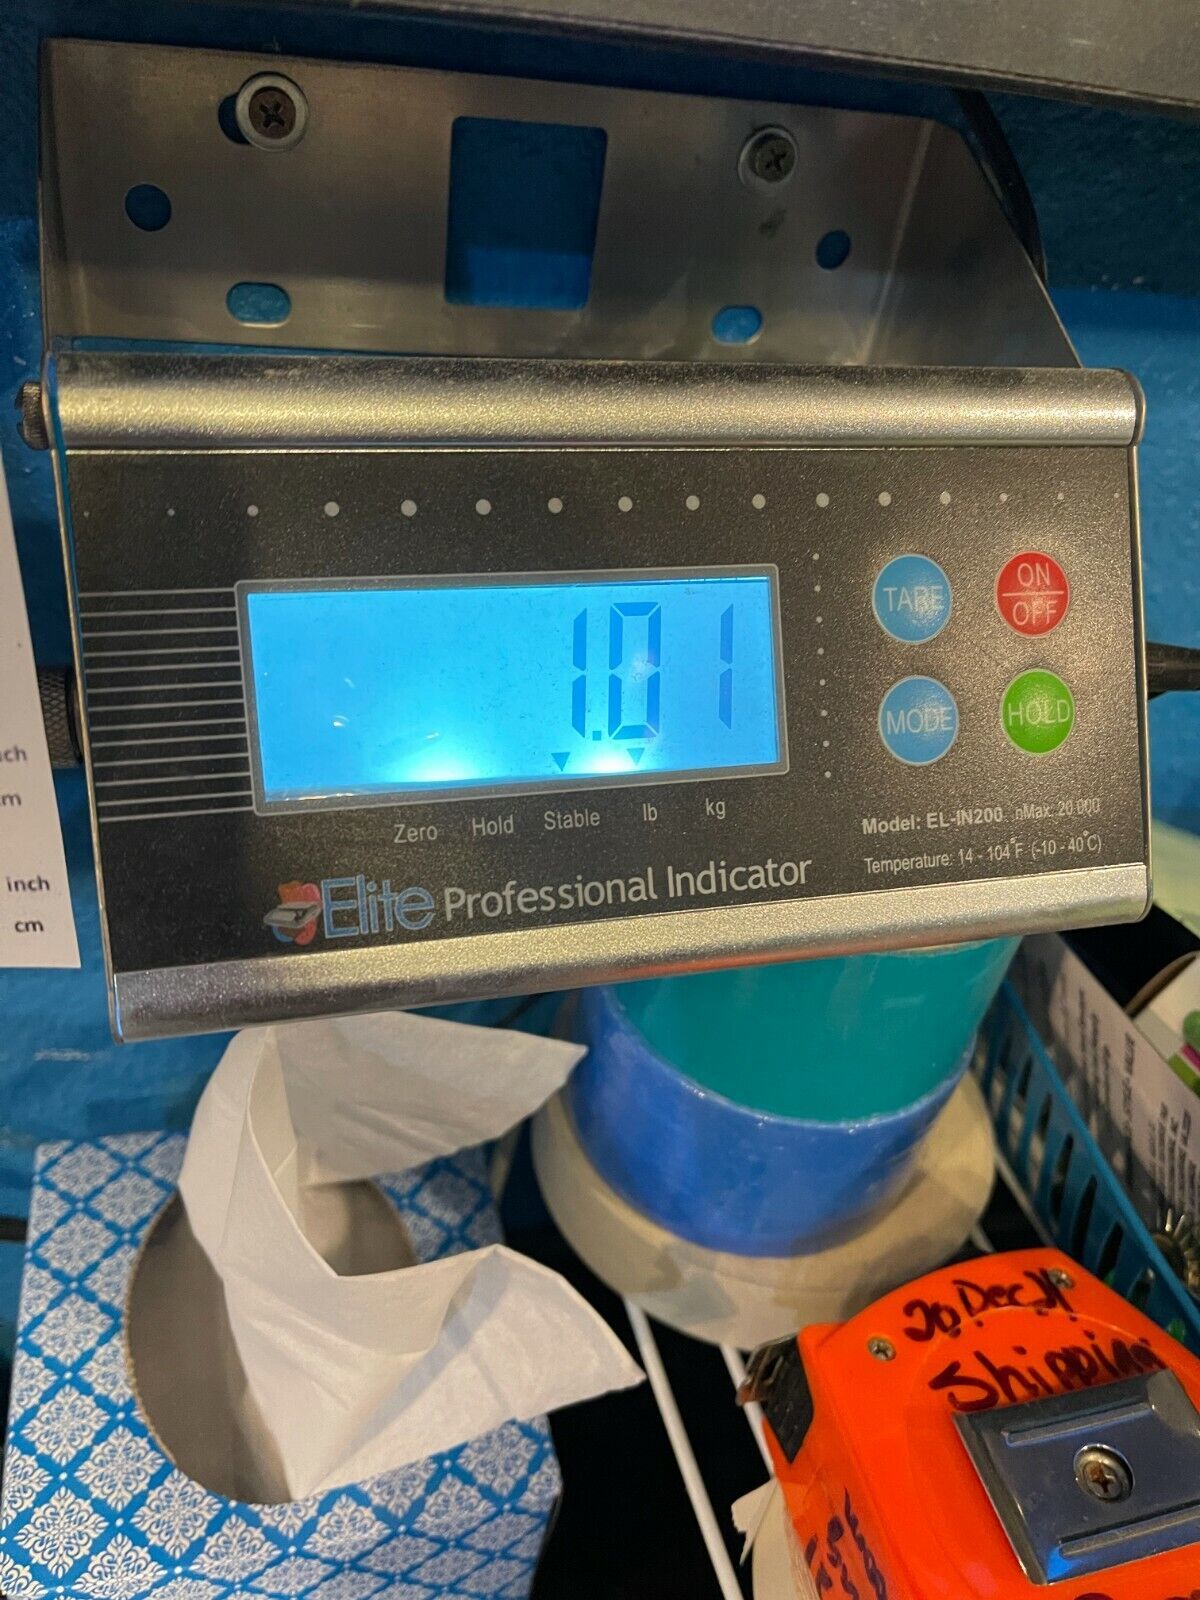 TARE
ON
OFF
1.01
MODE
HOLD
Zero Hold Stable lb kg
Model: EL-IN200 nMax: 20 000
Temperature: 14 - 104°F (-10 - 40°C)
Elite Professional Indicator
cm
inch
cm
Shipping